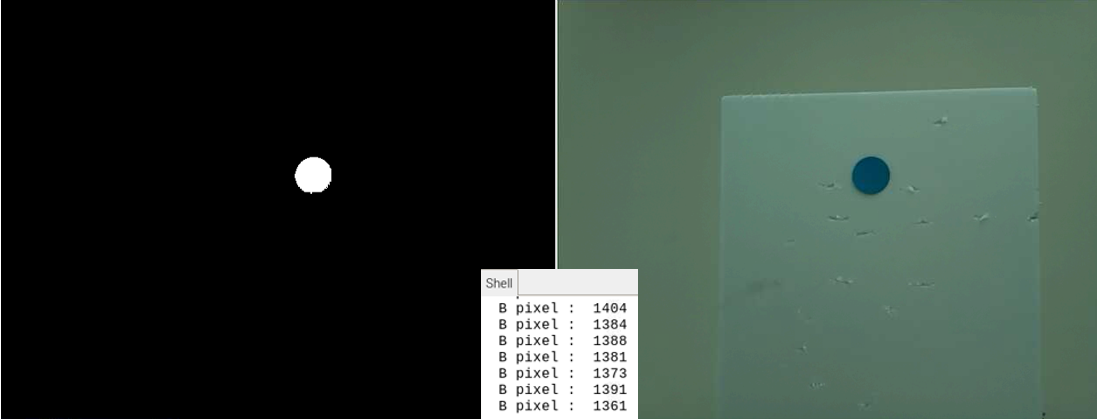 Shell
B pixel :  1404
B pixel :  1384
B pixel :  1388
B pixel :  1381
B pixel :  1373
B pixel :  1391
B pixel :  1361